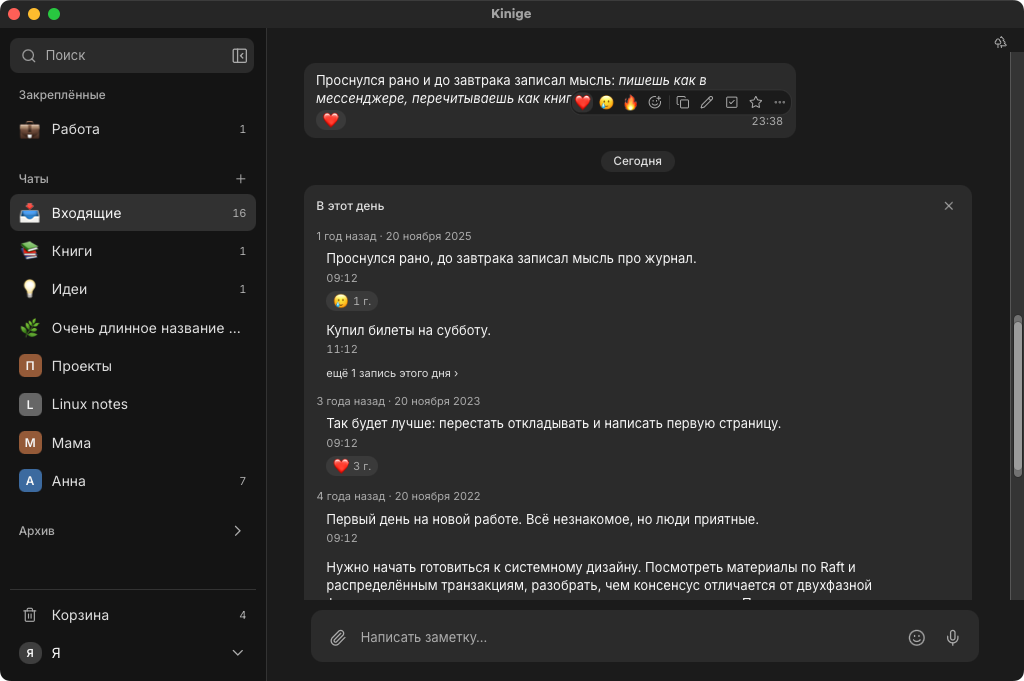 Kinige
Поиск
Закреплённые
Работа 1
Чаты
Входящие 16
Книги 1
Идеи 1
Очень длинное название ...
П Проекты
L Linux notes
М Мама
А Анна 7
Архив
Корзина 4
Я Я
Проснулся рано и до завтрака записал мысль: пишешь как в
мессенджере, перечитываешь как книг
23:38
Сегодня
В этот день
1 год назад · 20 ноября 2025
Проснулся рано, до завтрака записал мысль про журнал.
09:12
1 г.
Купил билеты на субботу.
11:12
ещё 1 запись этого дня ›
3 года назад · 20 ноября 2023
Так будет лучше: перестать откладывать и написать первую страницу.
09:12
3 г.
4 года назад · 20 ноября 2022
Первый день на новой работе. Всё незнакомое, но люди приятные.
09:12
Нужно начать готовиться к системному дизайну. Посмотреть материалы по Raft и
распределённым транзакциям, разобрать, чем консенсус отличается от двухфазной
Написать заметку...